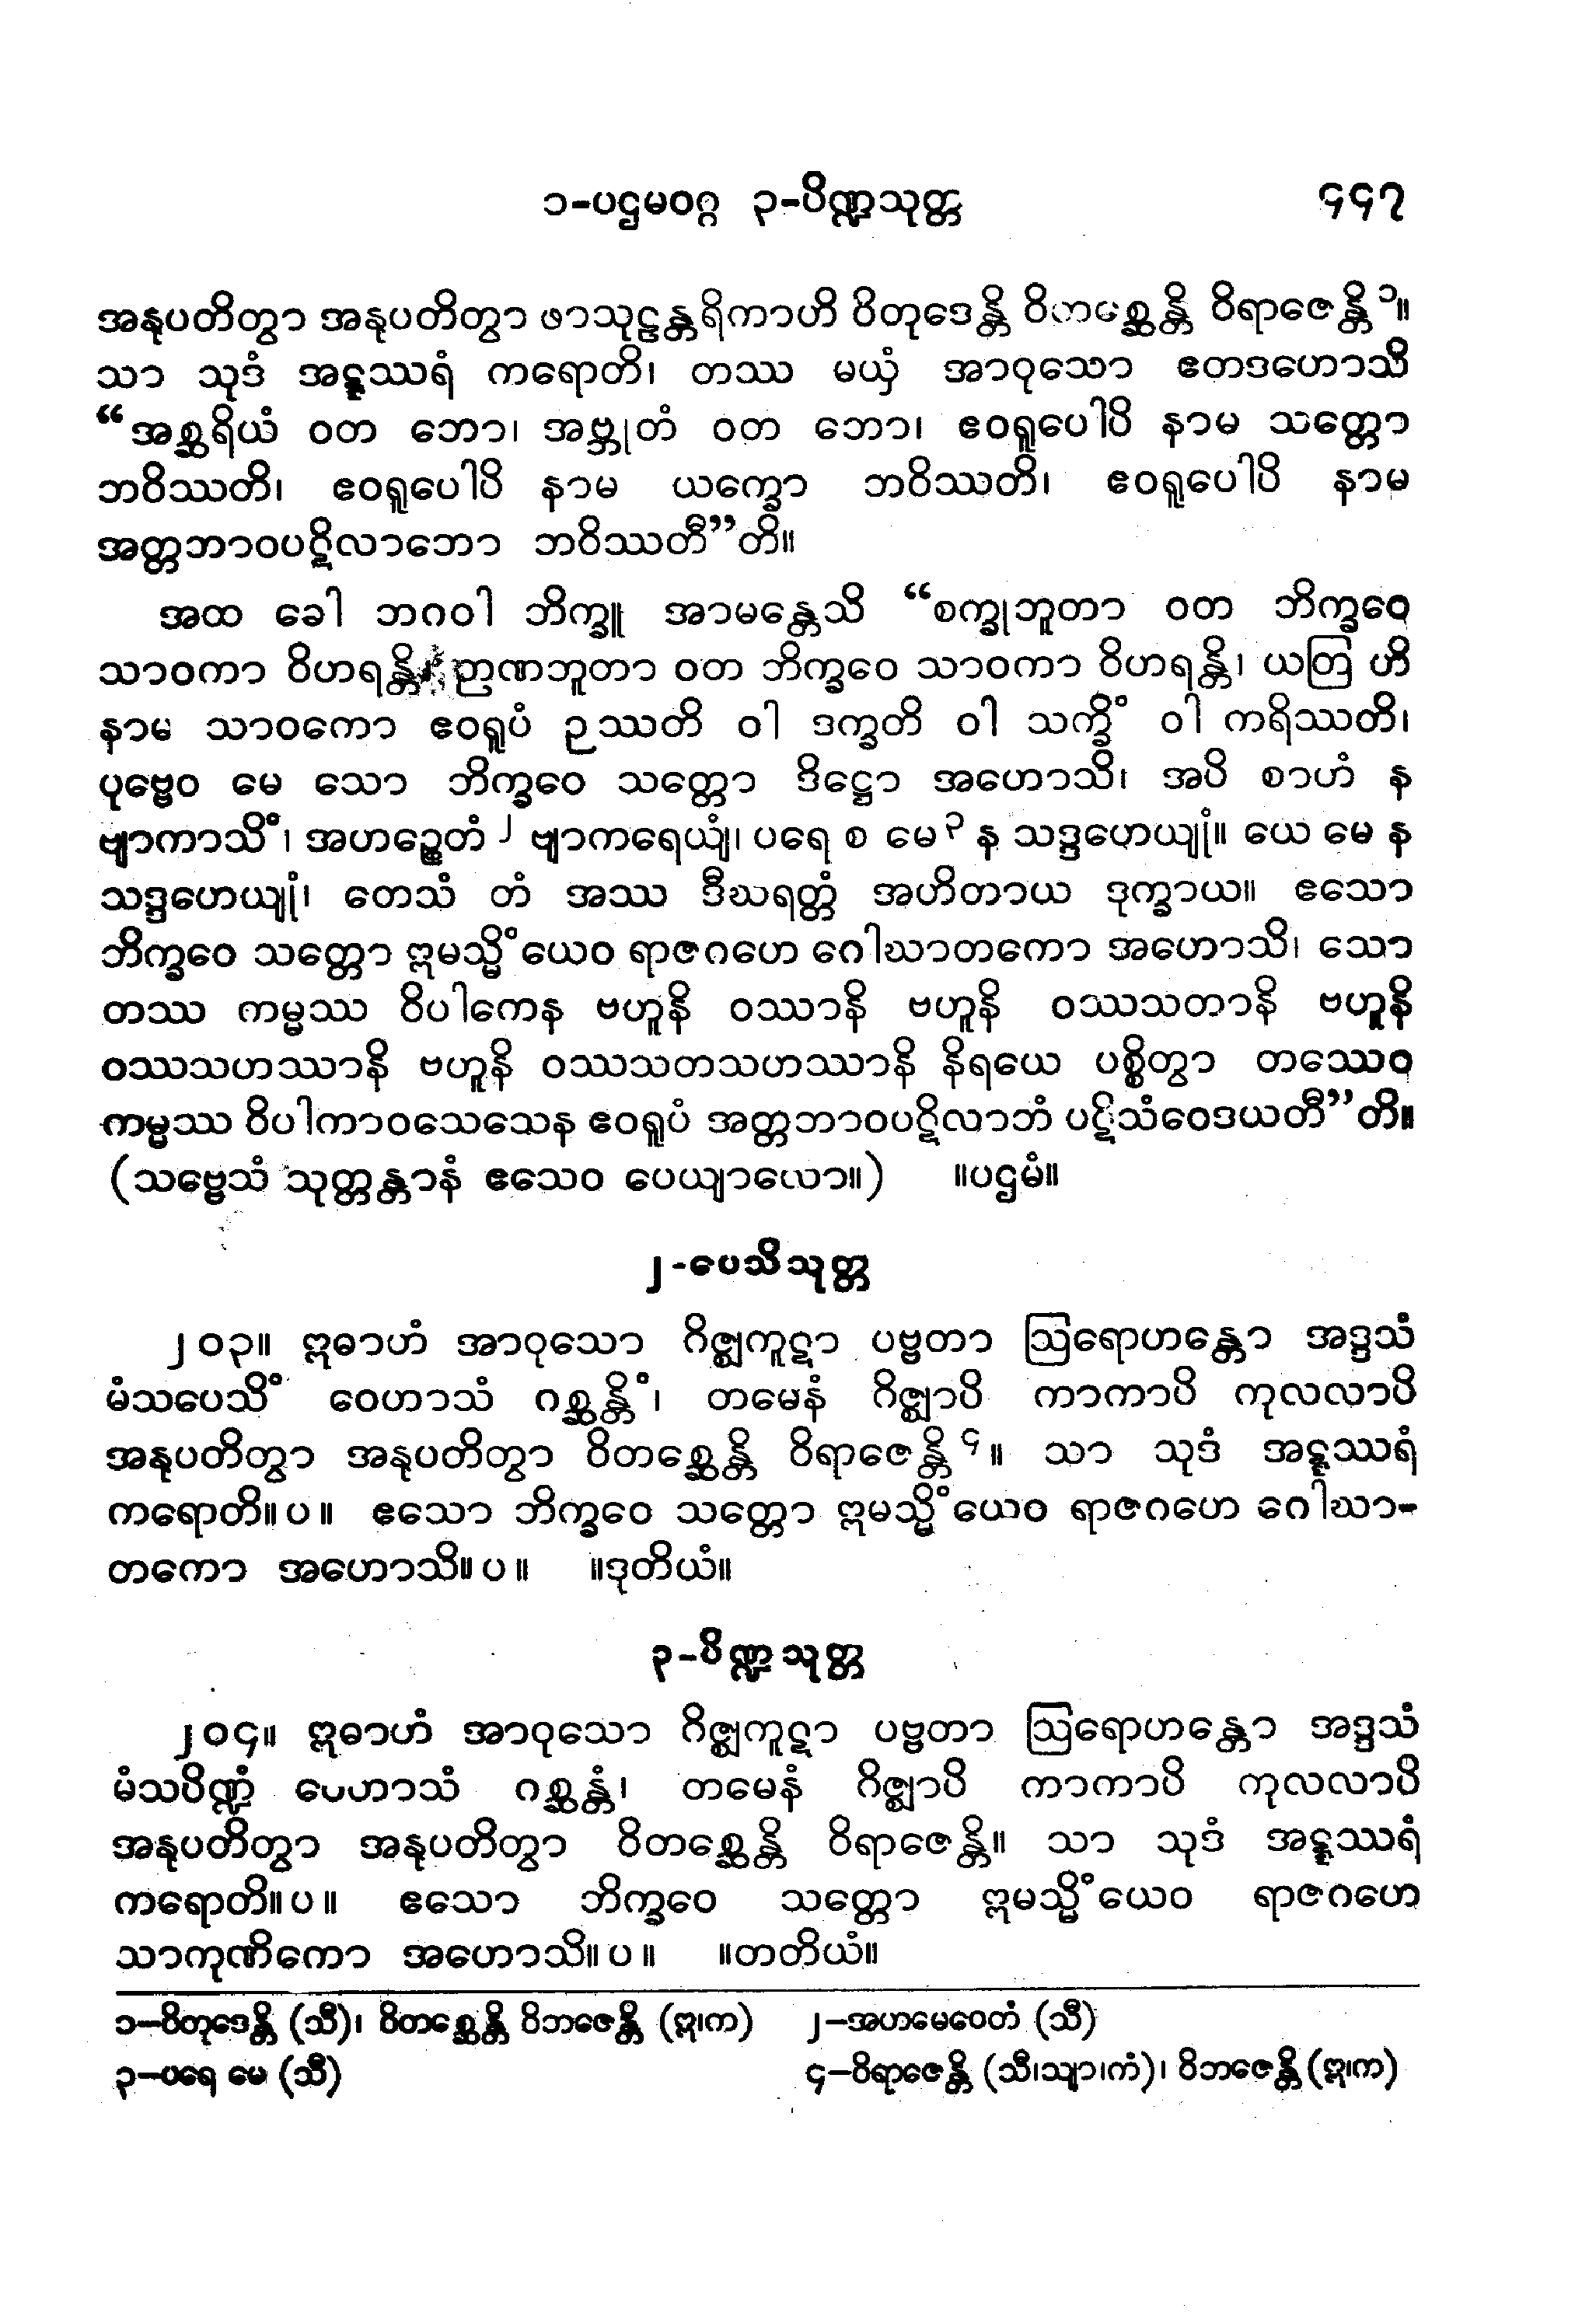 ၁-ပဌမဝဂ္ဂ ၃-ပိဏ္ဍသုတ္တ ၄၄၇
အနုပတိတွာ အနုပတိတွာ ဖာသုဠန္တရိကာဟိ ဝိတုဒေန္တိ ဝိတစ္ဆေန္တိ ဝိရာဇေန္တိ ၁။
သာ သုဒံ အဋ္ဋဿရံ ကရောတိ၊ တဿ မယှံ အာဝုသော ဧတဒဟောသိ
“အစ္ဆရိယံ ဝတ ဘော၊ အဗ္ဘုတံ ဝတ ဘော၊ ဧဝရူပေါပိ နာမ သတ္တော
ဘဝိဿတိ၊ ဧဝရူပေါပိ နာမ ယက္ခော ဘဝိဿတိ၊ ဧဝရူပေါပိ နာမ
အတ္တဘာဝပဋိလာဘော ဘဝိဿတီ”တိ။
အထ ခေါ ဘဂဝါ ဘိက္ခူ အာမန္တေသိ “စက္ခုဘူတာ ဝတ ဘိက္ခဝေ
သာဝကာ ဝိဟရန္တိ ဉာဏဘူတာ ဝတ ဘိက္ခဝေ သာဝကာ ဝိဟရန္တိ၊ ယတြ ဟိ
နာမ သာဝကော ဧဝရူပံ ဉဿတိ ဝါ ဒက္ခတိ ဝါ သက္ခိံ ဝါ ကရိဿတိ၊
ပုဗ္ဗေဝ မေ သော ဘိက္ခဝေ သတ္တော ဒိဋ္ဌော အဟောသိ၊ အပိ စာဟံ န
ဗျာကာသိံ၊ အဟဉ္စေတံ ၂ ဗျာကရေယျံ၊ ပရေ စ မေ ၃ န သဒ္ဒဟေယျုံ။ ယေ မေ န
သဒ္ဒဟေယျုံ၊ တေသံ တံ အဿ ဒီဃရတ္တံ အဟိတာယ ဒုက္ခာယ။ ဧသော
ဘိက္ခဝေ သတ္တော ဣမသ္မိံယေဝ ရာဇဂဟေ ဂေါဃာတကော အဟောသိ၊ သော
တဿ ကမ္မဿ ဝိပါကေန ဗဟူနိ ဝဿာနိ ဗဟူနိ ဝဿသတာနိ ဗဟူနိ
ဝဿသဟဿာနိ ဗဟူနိ ဝဿသတသဟဿာနိ နိရယေ ပစ္စိတွာ တဿေဝ
ကမ္မဿ ဝိပါကာဝသေသေန ဧဝရူပံ အတ္တဘာဝပဋိလာဘံ ပဋိသံဝေဒယတီ”တိ။
(သဗ္ဗေသံ သုတ္တန္တာနံ ဧသေဝ ပေယျာလော။) ။ပဌမံ။
၂-ပေသိသုတ္တ
၂၀၃။ ဣဓာဟံ အာဝုသော ဂိဇ္ဈကူဋာ ပဗ္ဗတာ ဩရောဟန္တော အဒ္ဒသံ
မံသပေသိံ ဝေဟာသံ ဂစ္ဆန္တိံ၊ တမေနံ ဂိဇ္ဈာပိ ကာကာပိ ကုလလာပိ
အနုပတိတွာ အနုပတိတွာ ဝိတစ္ဆေန္တိ ဝိရာဇေန္တိ ၄။ သာ သုဒံ အဋ္ဋဿရံ
ကရောတိ။ပ။ ဧသော ဘိက္ခဝေ သတ္တော ဣမသ္မိံယေဝ ရာဇဂဟေ ဂေါဃာ-
တကော အဟောသိ။ပ။ ။ဒုတိယံ။
၃-ပိဏ္ဍသုတ္တ
၂၀၄။ ဣဓာဟံ အာဝုသော ဂိဇ္ဈကူဋာ ပဗ္ဗတာ ဩရောဟန္တော အဒ္ဒသံ
မံသပိဏ္ဍံ ဝေဟာသံ ဂစ္ဆန္တံ၊ တမေနံ ဂိဇ္ဈာပိ ကာကာပိ ကုလလာပိ
အနုပတိတွာ အနုပတိတွာ ဝိတစ္ဆေန္တိ ဝိရာဇေန္တိ။ သာ သုဒံ အဋ္ဋဿရံ
ကရောတိ။ပ။ ဧသော ဘိက္ခဝေ သတ္တော ဣမသ္မိံယေဝ ရာဇဂဟေ
သာကုဏိကော အဟောသိ။ပ။ ။တတိယံ။
၁—ဝိတုဒေန္တိ (သီ)၊ ဝိတစ္ဆေန္တိ ဝိဘဇေန္တိ (ဣ၊က) ၂—အဟမေဝေတံ (သီ)
၃—ပရေ မေ (သီ) ၄—ဝိရာဇေန္တိ (သီ၊သျာ၊ကံ)၊ ဝိဘဇေန္တိ (ဣ၊က)